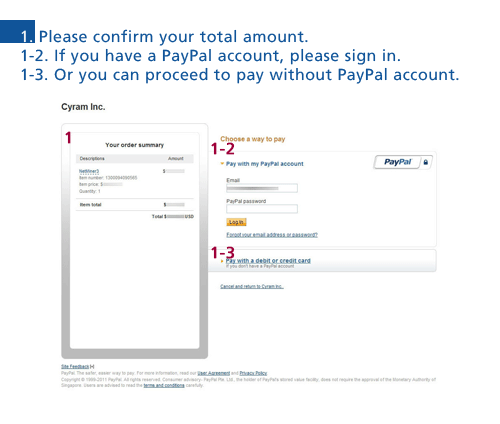 1. Please confirm your total amount.
1-2. If you have a PayPal account, please sign in.
1-3. Or you can proceed to pay without PayPal account.
Cyram Inc.
1
Your order summary
Descriptions Amount
NetMiner3 $
Item number: 1300094690565
Item price: $
Quantity: 1
Item total $
Total $ USD
Choose a way to pay
1-2
Pay with my PayPal account PayPal
Email
PayPal password
Log In
Forgot your email address or password?
1-3
Pay with a debit or credit card
If you don't have a PayPal account
Cancel and return to Cyram Inc.
Site Feedback [+]
PayPal. The safer, easier way to pay. For more information, read our User Agreement and Privacy Policy.
Copyright © 1999-2011 PayPal. All rights reserved. Consumer advisory- PayPal Pte. Ltd., the holder of PayPal's stored value facility, does not require the approval of the Monetary Authority of
Singapore. Users are advised to read the terms and conditions carefully.